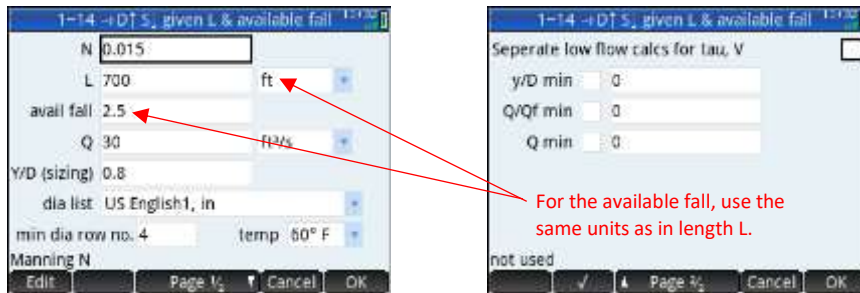 1-14 →D↑ S↓ given L & available fall
N 0.015
L 700 ft
avail fall 2.5
Q 30 ft³/s
Y/D (sizing) 0.8
dia list US English1, in
min dia row no. 4 temp 60° F
Manning N
Edit Page ½ Cancel OK
1-14 →D↑ S↓ given L & available fall
Seperate low flow calcs for tau, V
y/D min 0
Q/Qf min 0
Q min 0
For the available fall, use the
same units as in length L.
not used
√ Page ²⁄₂ Cancel OK